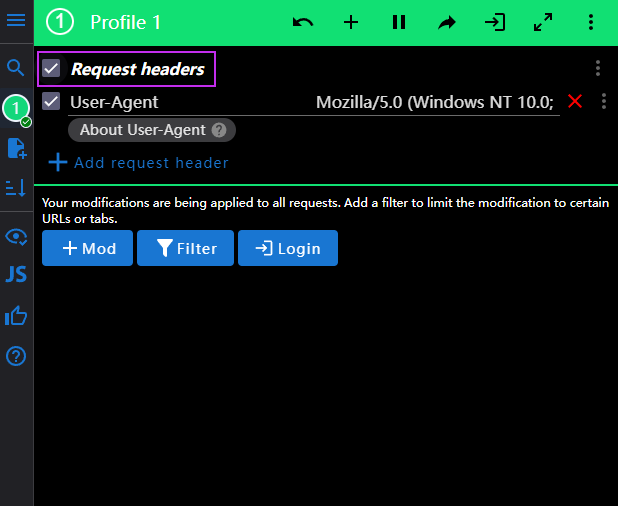 1 Profile 1
Request headers
1
User-Agent Mozilla/5.0 (Windows NT 10.0;
About User-Agent ?
Add request header
Your modifications are being applied to all requests. Add a filter to limit the modification to certain
URLs or tabs.
Mod Filter Login
JS
?